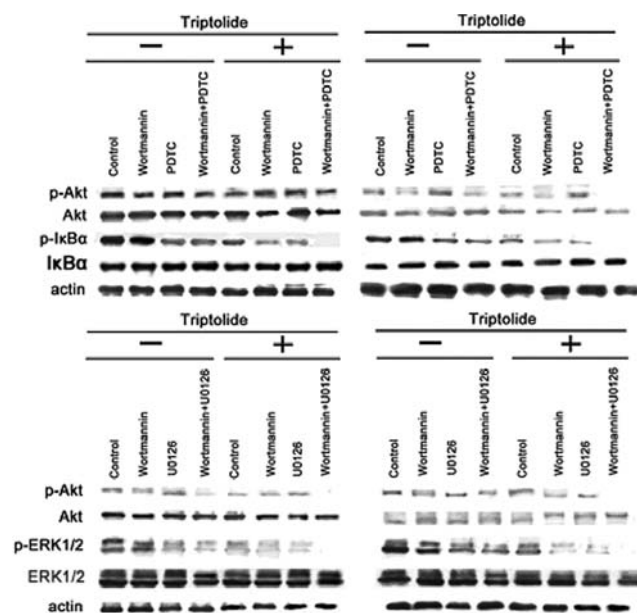 Triptolide
Triptolide
− +
− +
Control
Wortmannin
PDTC
Wortmannin+PDTC
Control
Wortmannin
PDTC
Wortmannin+PDTC
Control
Wortmannin
PDTC
Wortmannin+PDTC
Control
Wortmannin
PDTC
Wortmannin+PDTC
p-Akt
Akt
p-IκBα
IκBα
actin
Triptolide
Triptolide
− +
− +
Control
Wortmannin
U0126
Wortmannin+U0126
Control
Wortmannin
U0126
Wortmannin+U0126
Control
Wortmannin
U0126
Wortmannin+U0126
Control
Wortmannin
U0126
Wortmannin+U0126
p-Akt
Akt
p-ERK1/2
ERK1/2
actin